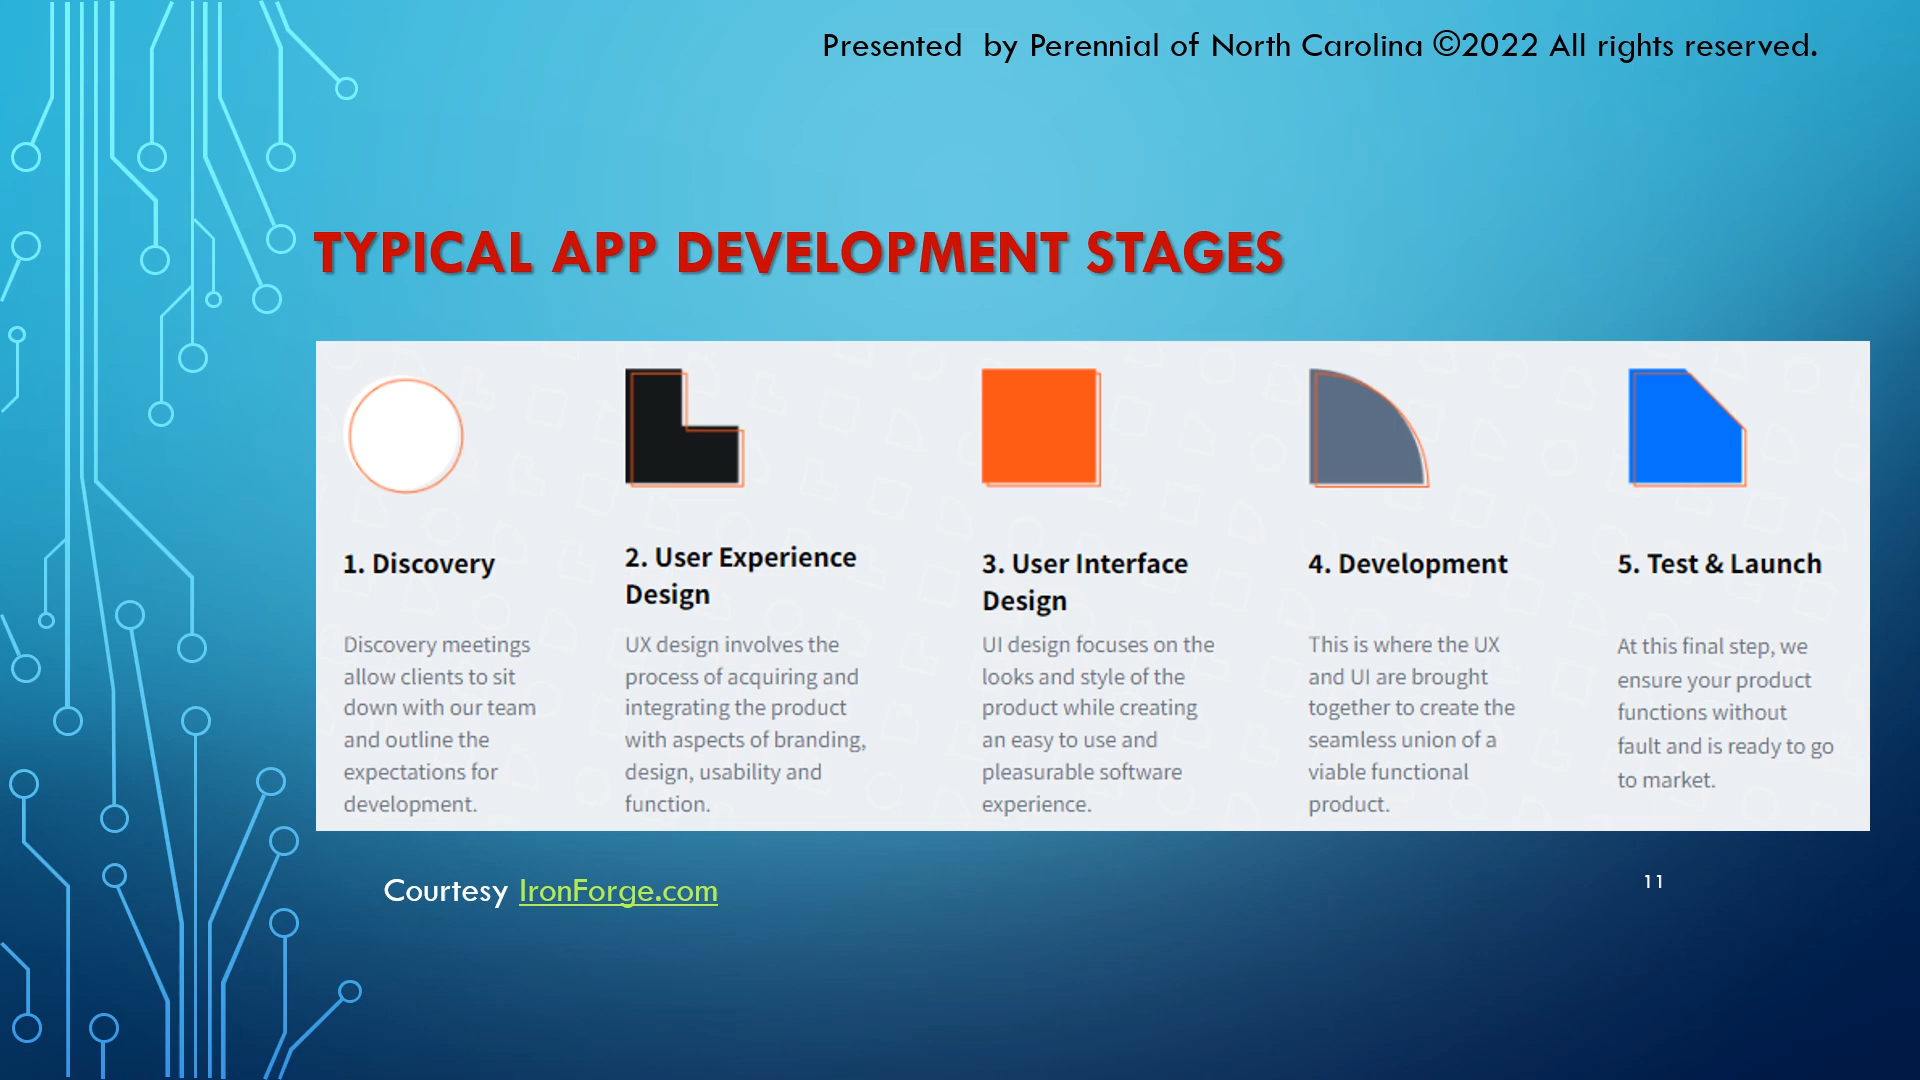 Presented  by Perennial of North Carolina ©2022 All rights reserved.
TYPICAL APP DEVELOPMENT STAGES
1. Discovery
Discovery meetings
allow clients to sit
down with our team
and outline the
expectations for
development.
2. User Experience
Design
UX design involves the
process of acquiring and
integrating the product
with aspects of branding,
design, usability and
function.
3. User Interface
Design
UI design focuses on the
looks and style of the
product while creating
an easy to use and
pleasurable software
experience.
4. Development
This is where the UX
and UI are brought
together to create the
seamless union of a
viable functional
product.
5. Test & Launch
At this final step, we
ensure your product
functions without
fault and is ready to go
to market.
Courtesy IronForge.com
11